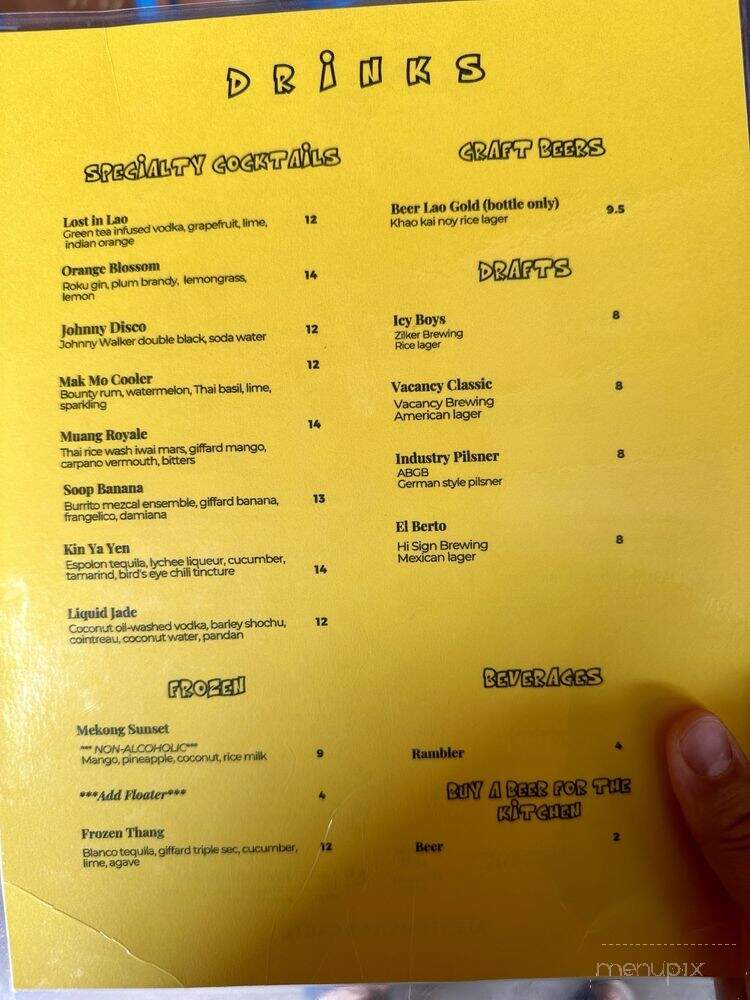 DRiNKS
SPECiALTY COCKTAiLS
Lost in Lao 12
Green tea infused vodka, grapefruit, lime,
indian orange
Orange Blossom 14
Roku gin, plum brandy, lemongrass,
lemon
Johnny Disco 12
Johnny Walker double black, soda water
Mak Mo Cooler 12
Bounty rum, watermelon, Thai basil, lime,
sparkling
Muang Royale 14
Thai rice wash iwai mars, giffard mango,
carpano vermouth, bitters
Soop Banana
Burrito mezcal ensemble, giffard banana, 13
frangelico, damiana
Kin Ya Yen
Espolon tequila, lychee liqueur, cucumber,
tamarind, bird's eye chili tincture 14
Liquid Jade
Coconut oil-washed vodka, barley shochu, 12
cointreau, coconut water, pandan
FROZEN
Mekong Sunset
*** NON-ALCOHOLIC***
Mango, pineapple, coconut, rice milk 9
***Add Floater*** 4
Frozen Thang
Blanco tequila, giffard triple sec, cucumber, 12
lime, agave
CRAFT BEERS
Beer Lao Gold (bottle only) 9.5
Khao kai noy rice lager
DRAFTS
Icy Boys 8
Zilker Brewing
Rice lager
Vacancy Classic 8
Vacancy Brewing
American lager
Industry Pilsner 8
ABGB
German style pilsner
El Berto
Hi Sign Brewing 8
Mexican lager
BEVERAGES
Rambler 4
BUY A BEER FOR THE
KiTCHEN
Beer 2
menupix